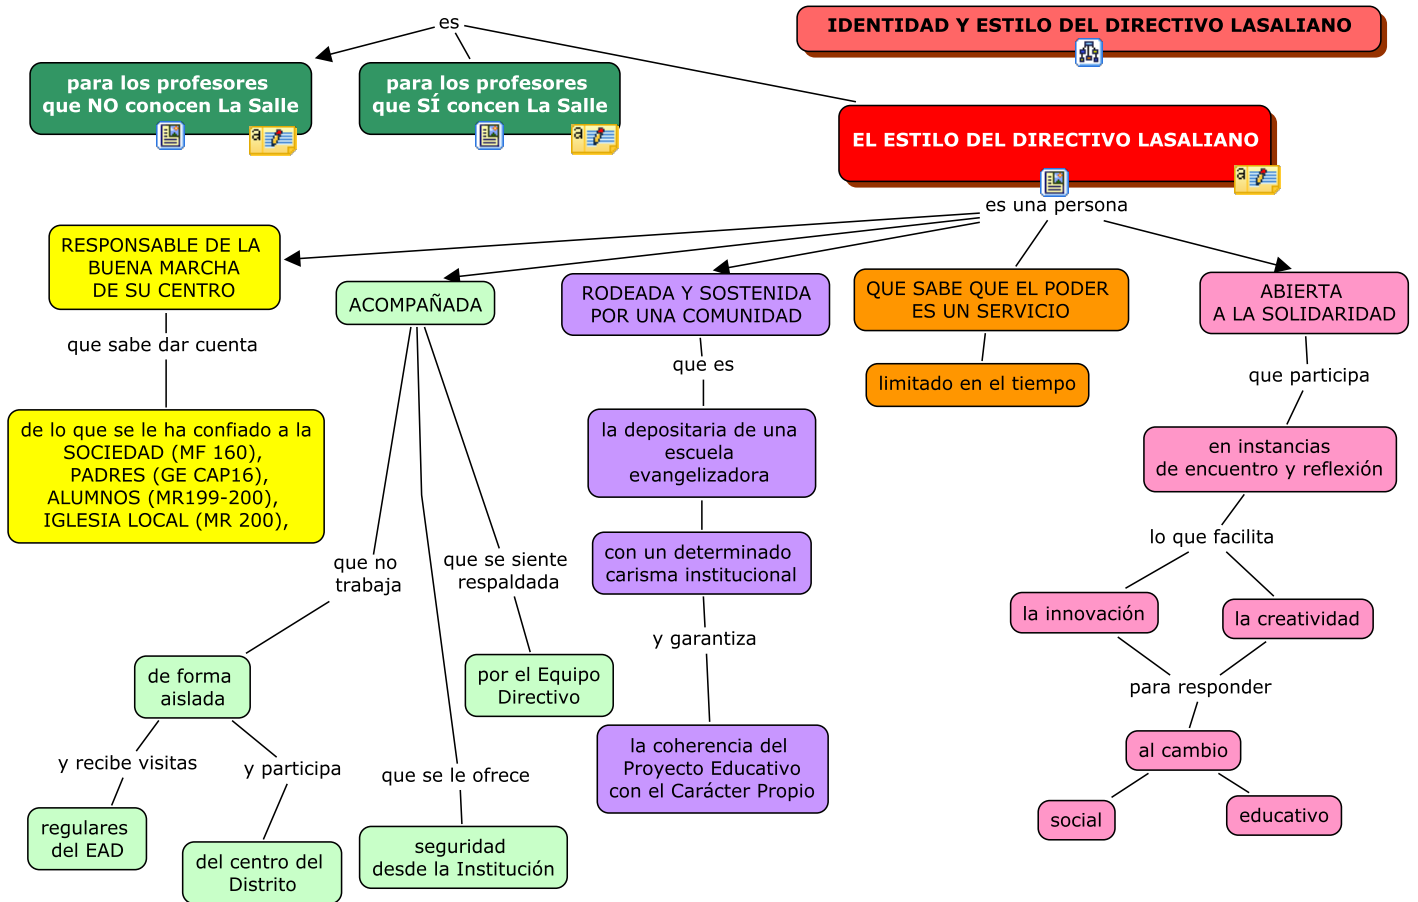 es
IDENTIDAD Y ESTILO DEL DIRECTIVO LASALIANO
para los profesores
que NO conocen La Salle
para los profesores
que SÍ concen La Salle
EL ESTILO DEL DIRECTIVO LASALIANO
es una persona
RESPONSABLE DE LA
BUENA MARCHA
DE SU CENTRO
que sabe dar cuenta
de lo que se le ha confiado a la
SOCIEDAD (MF 160),
PADRES (GE CAP16),
ALUMNOS (MR199-200),
IGLESIA LOCAL (MR 200),
ACOMPAÑADA
que no
trabaja
de forma
aislada
y recibe visitas
regulares
del EAD
y participa
del centro del
Distrito
que se le ofrece
seguridad
desde la Institución
que se siente
respaldada
por el Equipo
Directivo
RODEADA Y SOSTENIDA
POR UNA COMUNIDAD
que es
la depositaria de una
escuela
evangelizadora
con un determinado
carisma institucional
y garantiza
la coherencia del
Proyecto Educativo
con el Carácter Propio
QUE SABE QUE EL PODER
ES UN SERVICIO
limitado en el tiempo
ABIERTA
A LA SOLIDARIDAD
que participa
en instancias
de encuentro y reflexión
lo que facilita
la innovación
la creatividad
para responder
al cambio
social
educativo